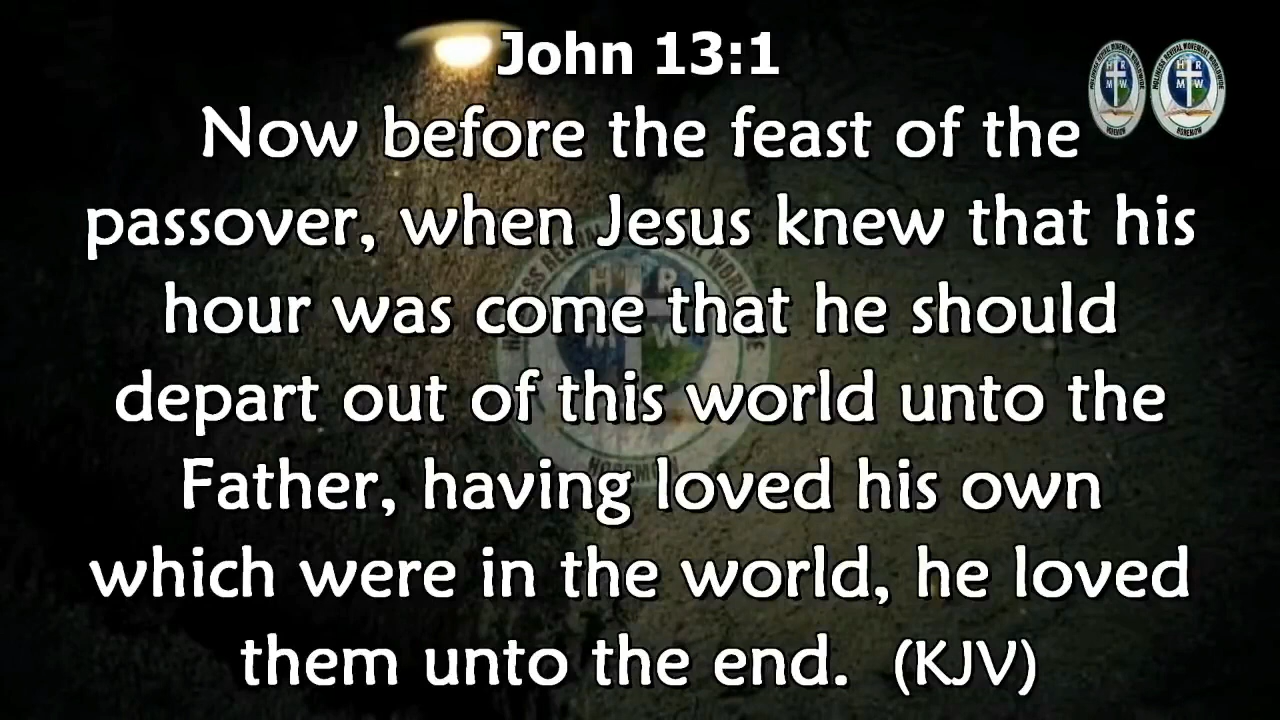 John 13:1
Now before the feast of the
passover, when Jesus knew that his
hour was come that he should
depart out of this world unto the
Father, having loved his own
which were in the world, he loved
them unto the end. (KJV)
H R
M W
H R
M W
H R
M W